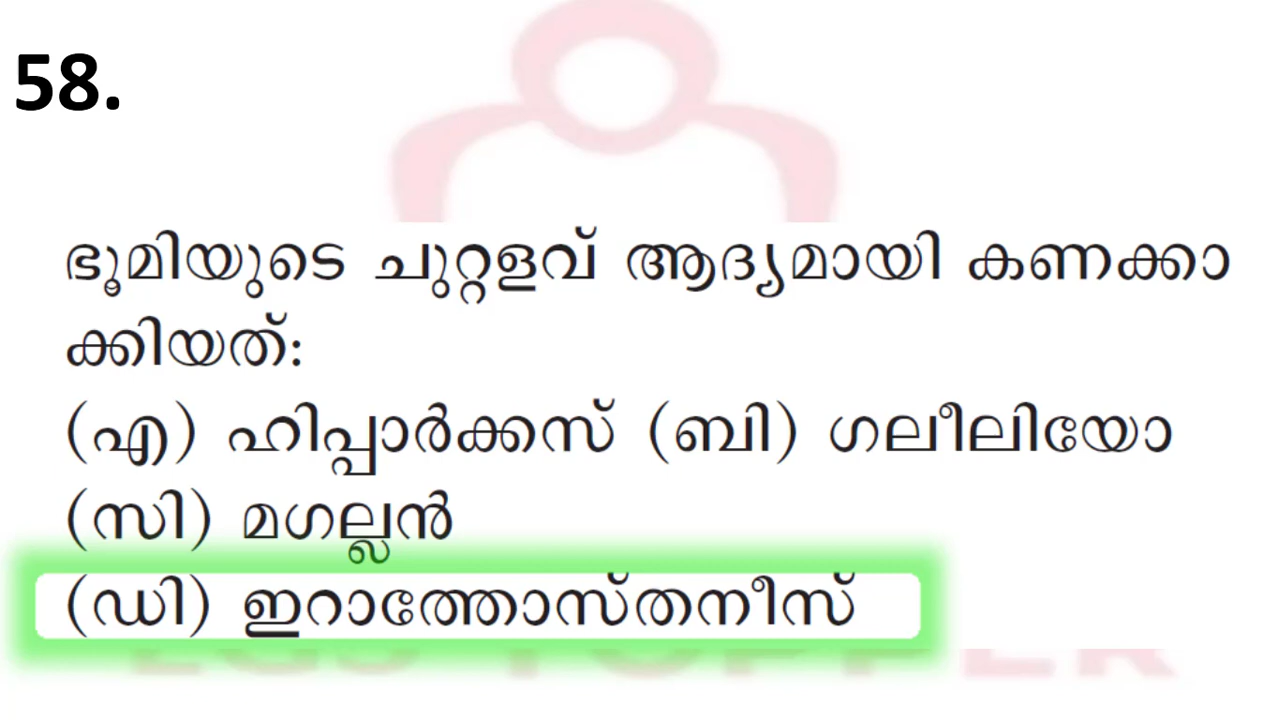 58.
ഭൂമിയുടെ ചുറ്റളവ് ആദ്യമായി കണക്കാ
ക്കിയത്:
(എ) ഹിപ്പാർക്കസ് (ബി) ഗലീലിയോ
(സി) മഗല്ലൻ
(ഡി) ഇറാത്തോസ്തനീസ്